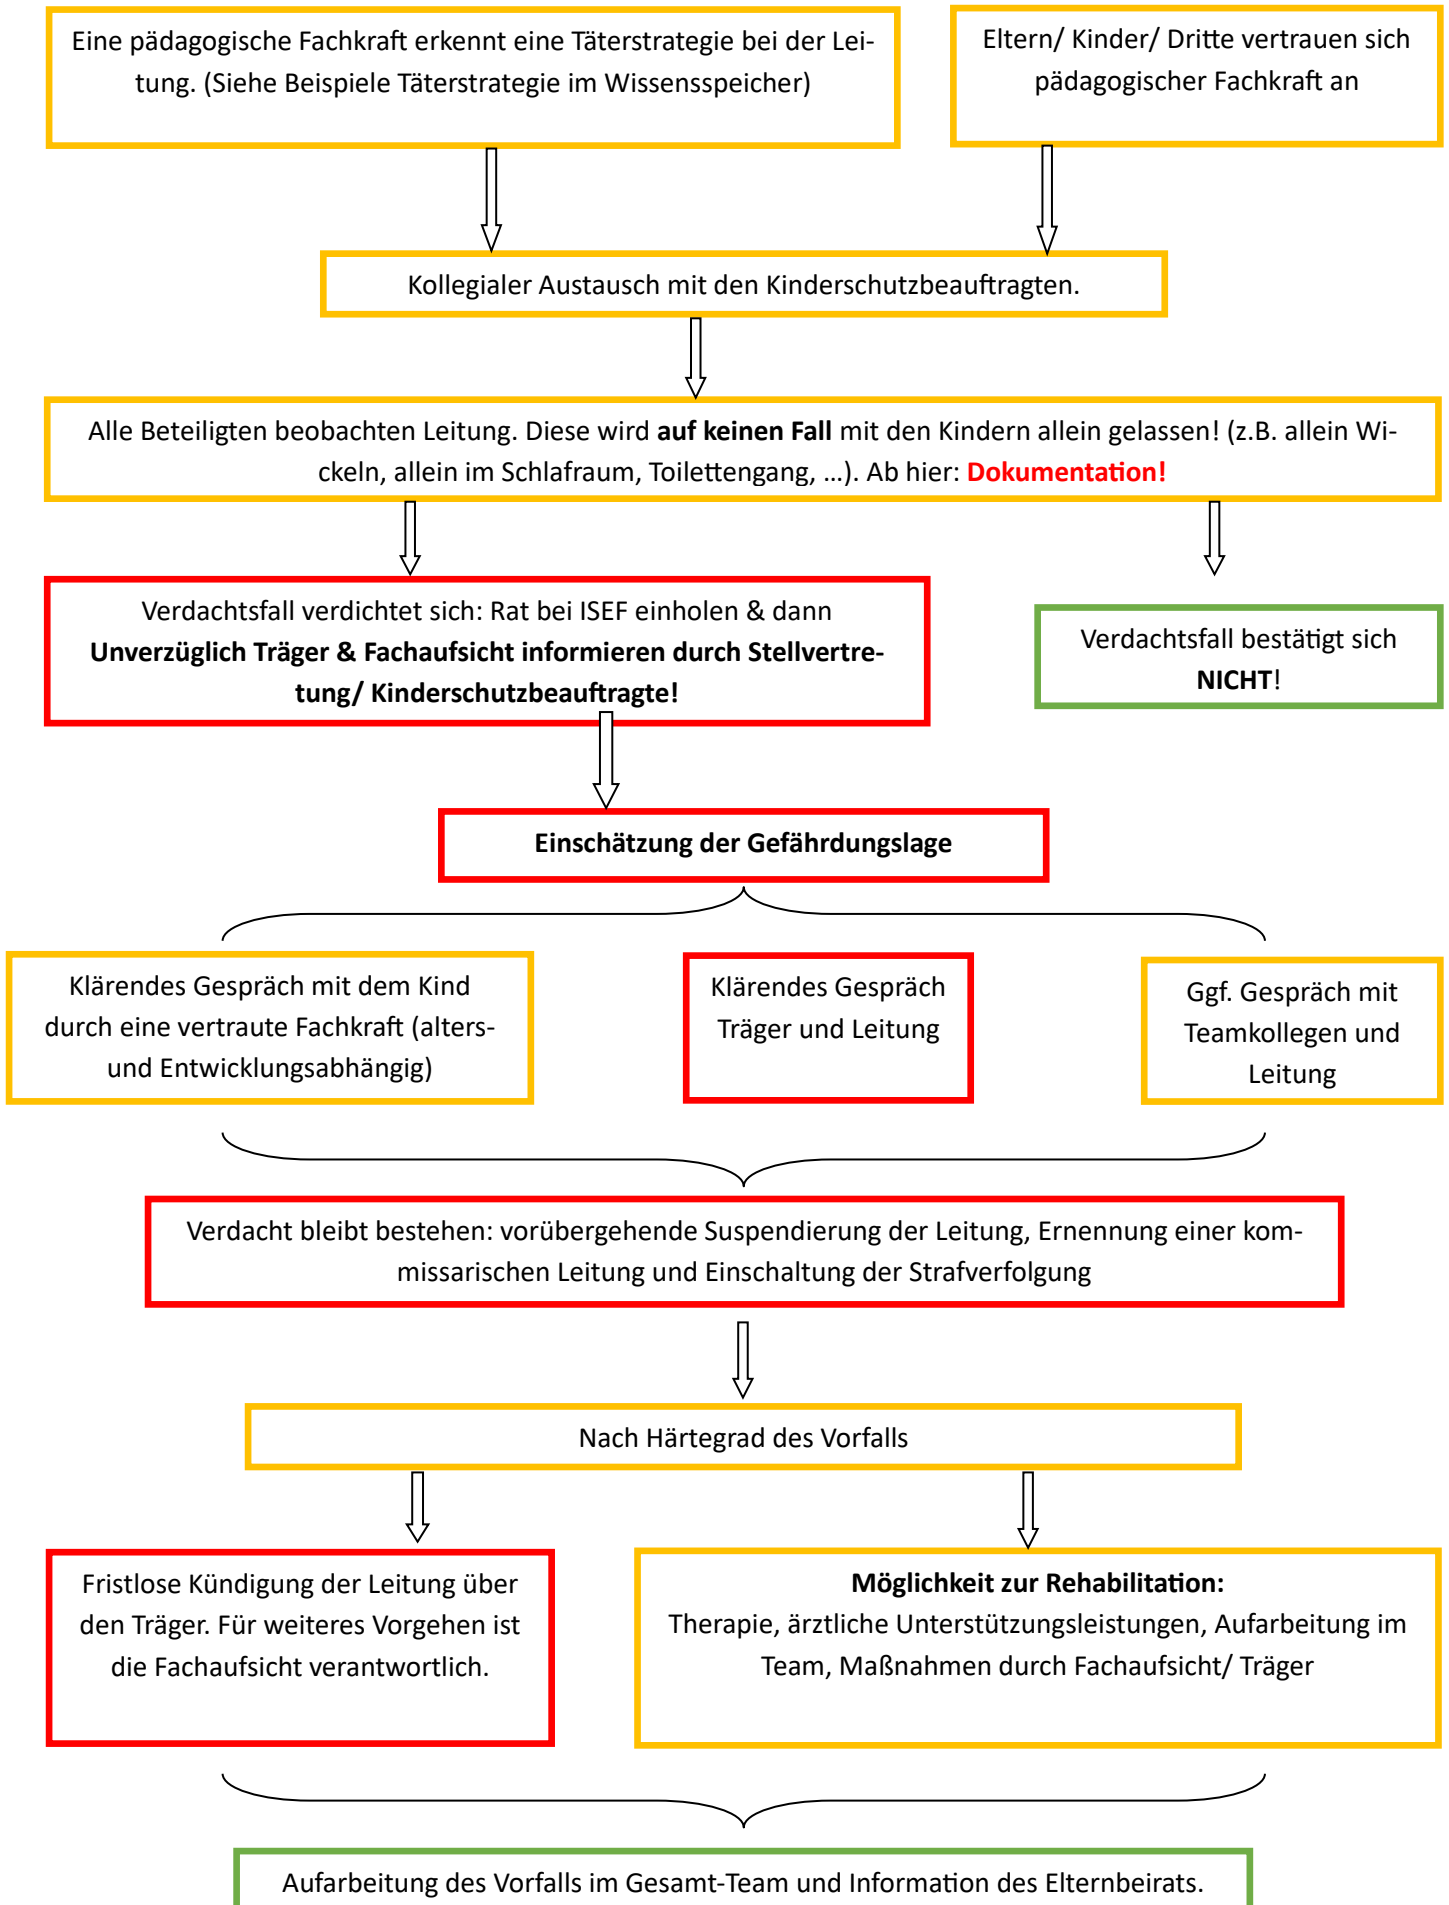 Eine pädagogische Fachkraft erkennt eine Täterstrategie bei der Lei-
tung. (Siehe Beispiele Täterstrategie im Wissensspeicher)
Eltern/ Kinder/ Dritte vertrauen sich
pädagogischer Fachkraft an
Kollegialer Austausch mit den Kinderschutzbeauftragten.
Alle Beteiligten beobachten Leitung. Diese wird auf keinen Fall mit den Kindern allein gelassen! (z.B. allein Wi-
ckeln, allein im Schlafraum, Toilettengang, …). Ab hier: Dokumentation!
Verdachtsfall verdichtet sich: Rat bei ISEF einholen & dann
Unverzüglich Träger & Fachaufsicht informieren durch Stellvertre-
tung/ Kinderschutzbeauftragte!
Verdachtsfall bestätigt sich
NICHT!
Einschätzung der Gefährdungslage
Klärendes Gespräch mit dem Kind
durch eine vertraute Fachkraft (alters-
und Entwicklungsabhängig)
Klärendes Gespräch
Träger und Leitung
Ggf. Gespräch mit
Teamkollegen und
Leitung
Verdacht bleibt bestehen: vorübergehende Suspendierung der Leitung, Ernennung einer kom-
missarischen Leitung und Einschaltung der Strafverfolgung
Nach Härtegrad des Vorfalls
Fristlose Kündigung der Leitung über
den Träger. Für weiteres Vorgehen ist
die Fachaufsicht verantwortlich.
Möglichkeit zur Rehabilitation:
Therapie, ärztliche Unterstützungsleistungen, Aufarbeitung im
Team, Maßnahmen durch Fachaufsicht/ Träger
Aufarbeitung des Vorfalls im Gesamt-Team und Information des Elternbeirats.